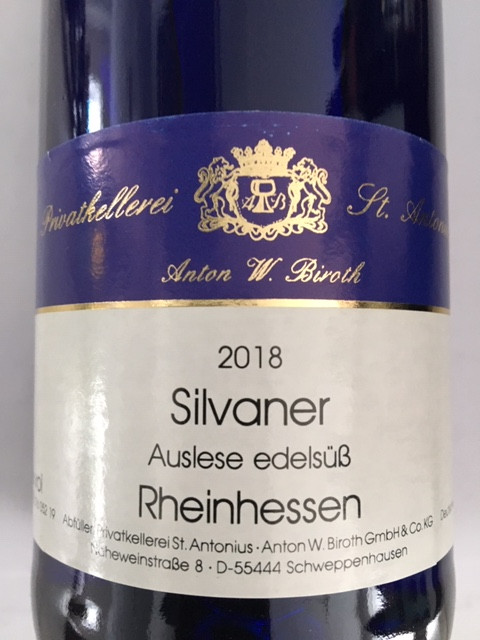 Privatkellerei St.
A B
Anton W. Biroth
2018
Silvaner
Auslese edelsüß
Rheinhessen
Abfüller Privatkellerei St. Antonius · Anton W. Biroth GmbH & Co. KG
Naheweinstraße 8 · D-55444 Schweppenhausen